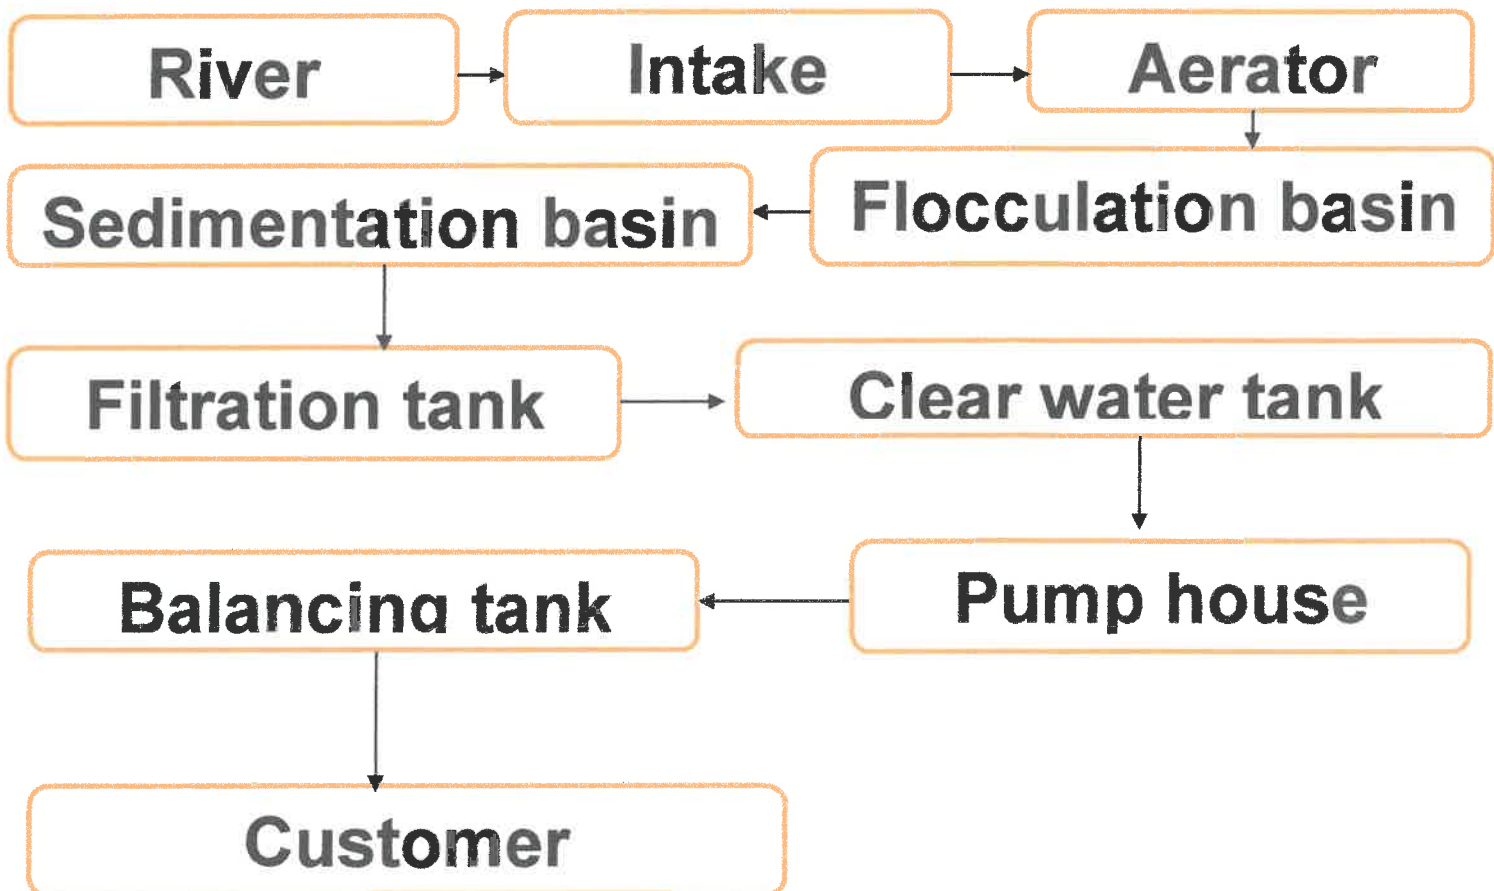 River
Intake
Aerator
Flocculation basin
Sedimentation basin
Filtration tank
Clear water tank
Pump house
Balancing tank
Customer